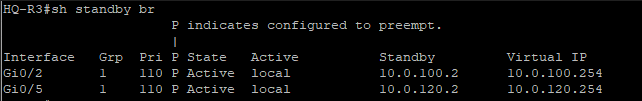 HQ-R3#sh standby br
P indicates configured to preempt.
|
Interface Grp Pri P State Active Standby Virtual IP
Gi0/2 1 110 P Active local 10.0.100.2 10.0.100.254
Gi0/5 1 110 P Active local 10.0.120.2 10.0.120.254